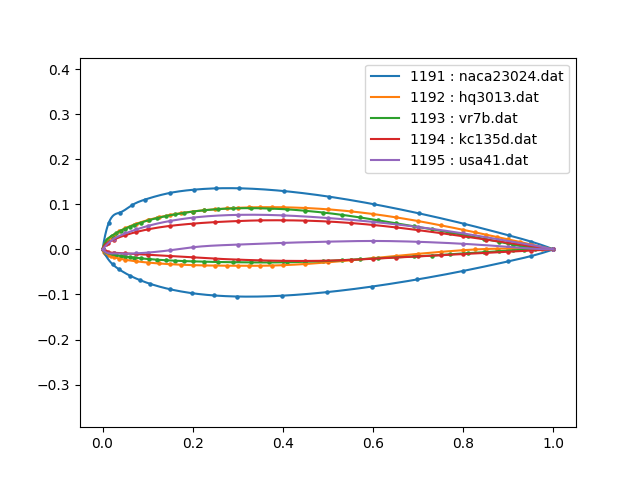 0.4
0.3
0.2
0.1
0.0
−0.1
−0.2
−0.3
0.0 0.2 0.4 0.6 0.8 1.0
1191 : naca23024.dat
1192 : hq3013.dat
1193 : vr7b.dat
1194 : kc135d.dat
1195 : usa41.dat